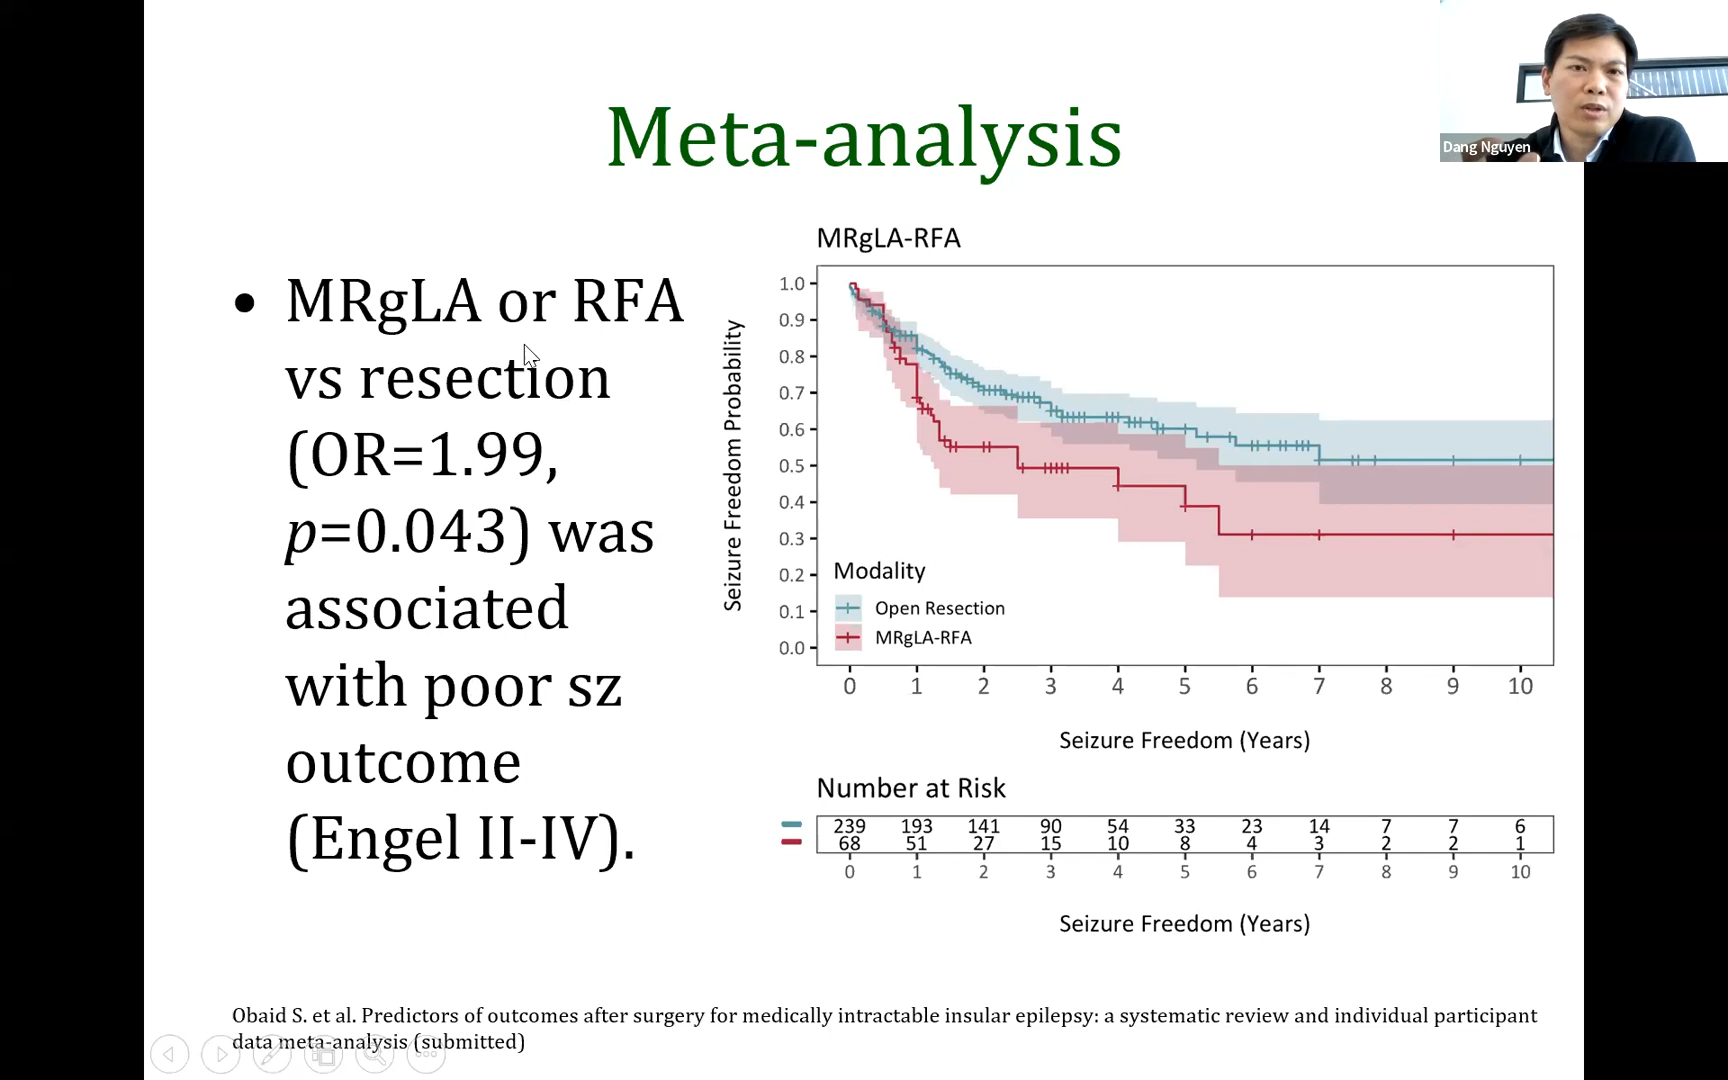 Meta-analysis
Dang Nguyen
• MRgLA or RFA
vs resection
(OR=1.99,
p=0.043) was
associated
with poor sz
outcome
(Engel II-IV).
MRgLA-RFA
Seizure Freedom Probability
1.0
0.9
0.8
0.7
0.6
0.5
0.4
0.3
0.2
0.1
0.0
Modality
Open Resection
MRgLA-RFA
0 1 2 3 4 5 6 7 8 9 10
Seizure Freedom (Years)
Number at Risk
239 193 141 90 54 33 23 14 7 7 6
68 51 27 15 10 8 4 3 2 2 1
0 1 2 3 4 5 6 7 8 9 10
Seizure Freedom (Years)
Obaid S. et al. Predictors of outcomes after surgery for medically intractable insular epilepsy: a systematic review and individual participant
data meta-analysis (submitted)